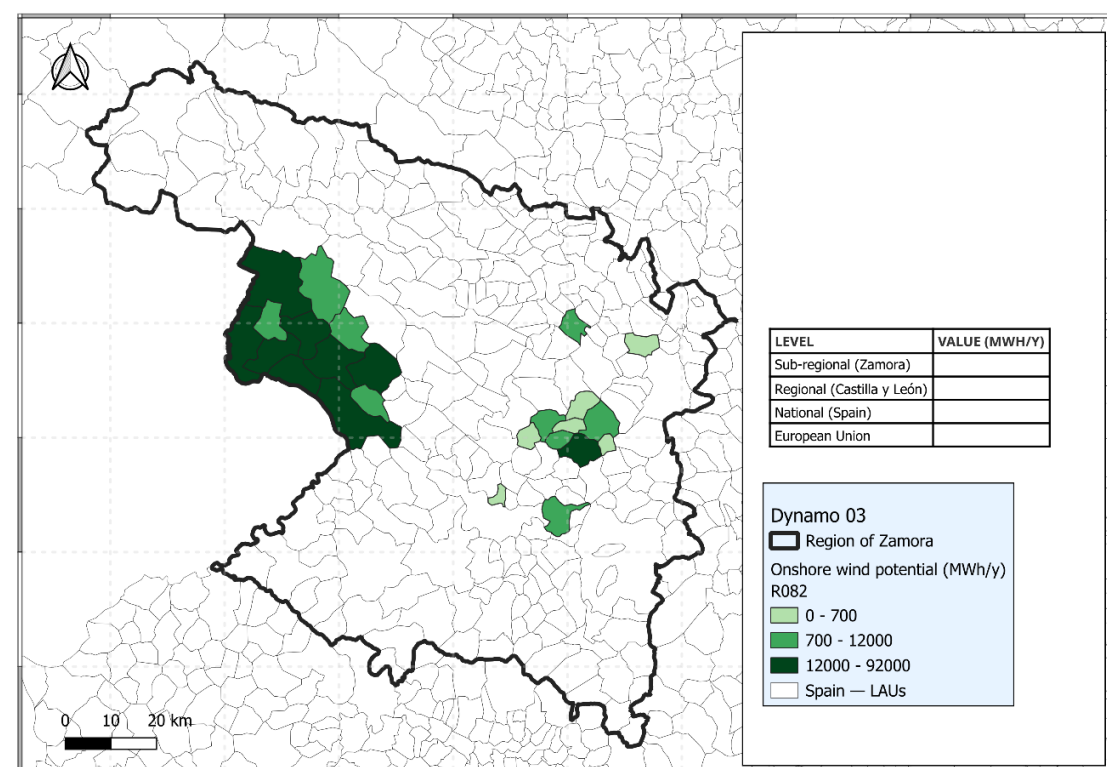 LEVEL VALUE (MWH/Y)
Sub-regional (Zamora)
Regional (Castilla y León)
National (Spain)
European Union
Dynamo 03
Region of Zamora
Onshore wind potential (MWh/y)
R082
0 - 700
700 - 12000
12000 - 92000
Spain — LAUs
0 10 20 km